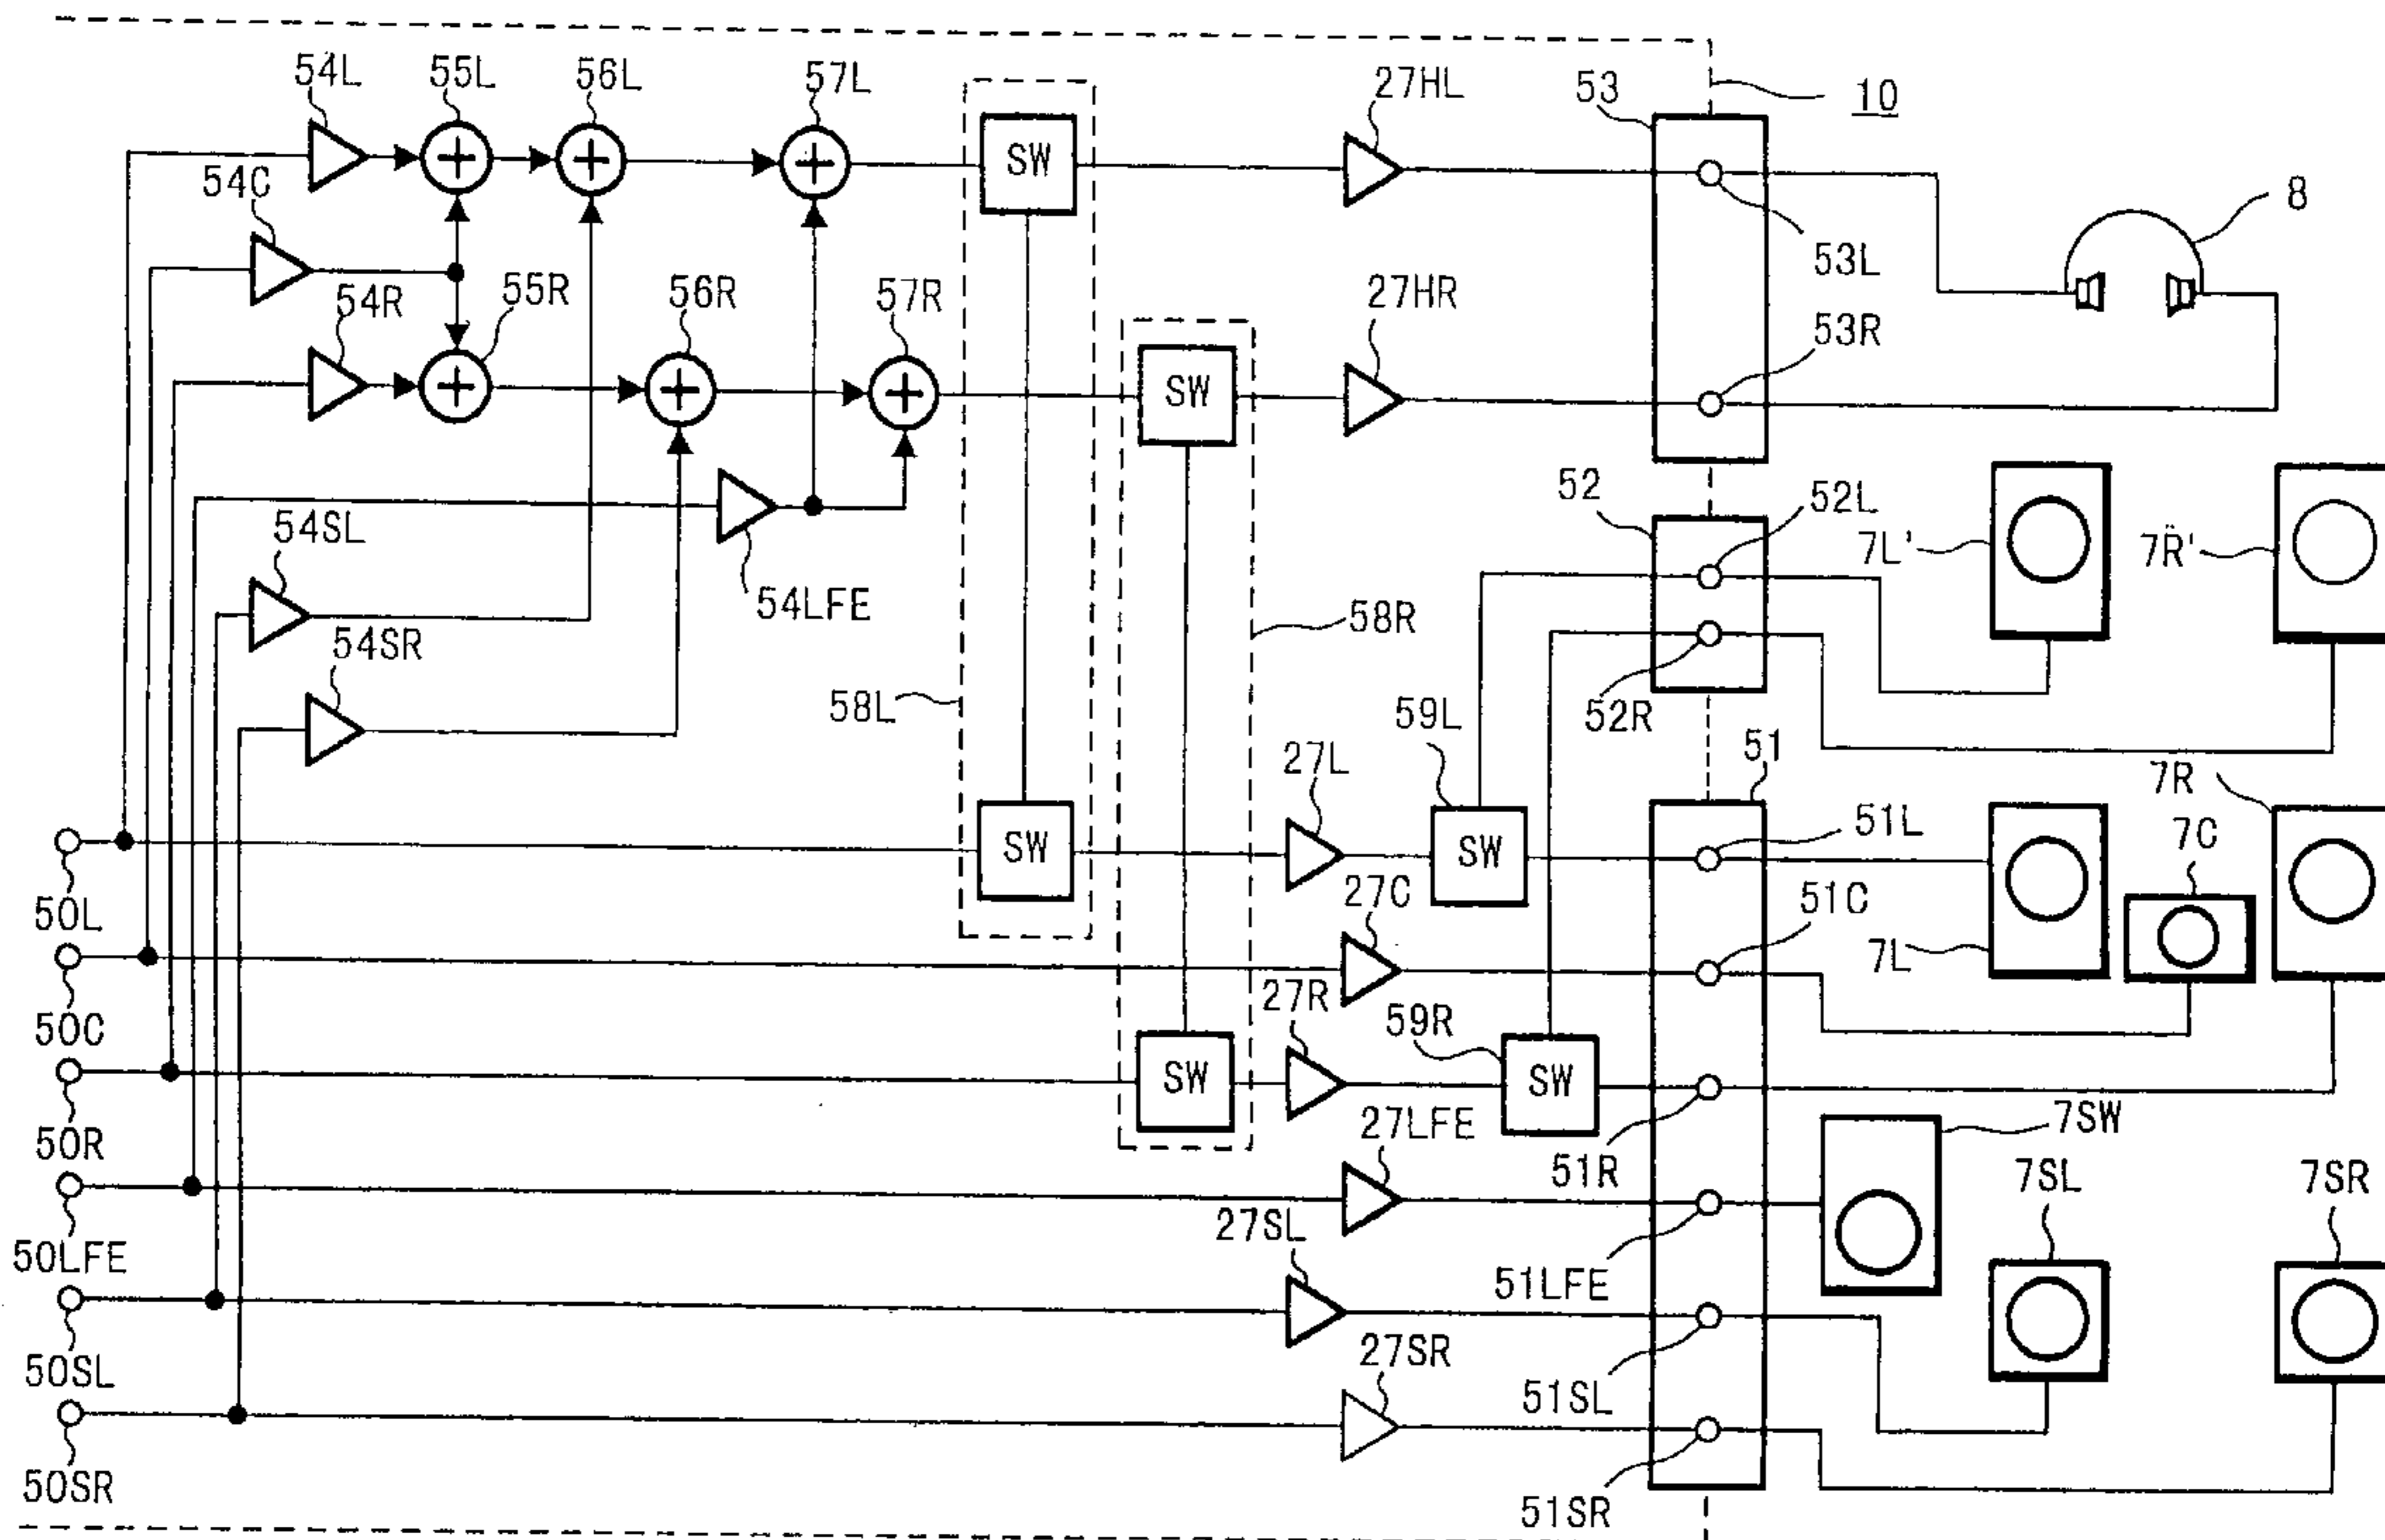 54L
55L
56L
57L
27HL
53
10
54C
SW
8
53L
54R
55R
56R
57R
27HR
53R
SW
52
52L
7L'
7R'
54SL
54LFE
58R
54SR
58L
59L
52R
51
27L
7R
51L
7C
SW
SW
50L
27C
51C
7L
27R
59R
50C
SW
SW
7SW
27LFE
51R
50R
7SL
7SR
27SL
50LFE
51LFE
27SR
50SL
51SL
50SR
51SR